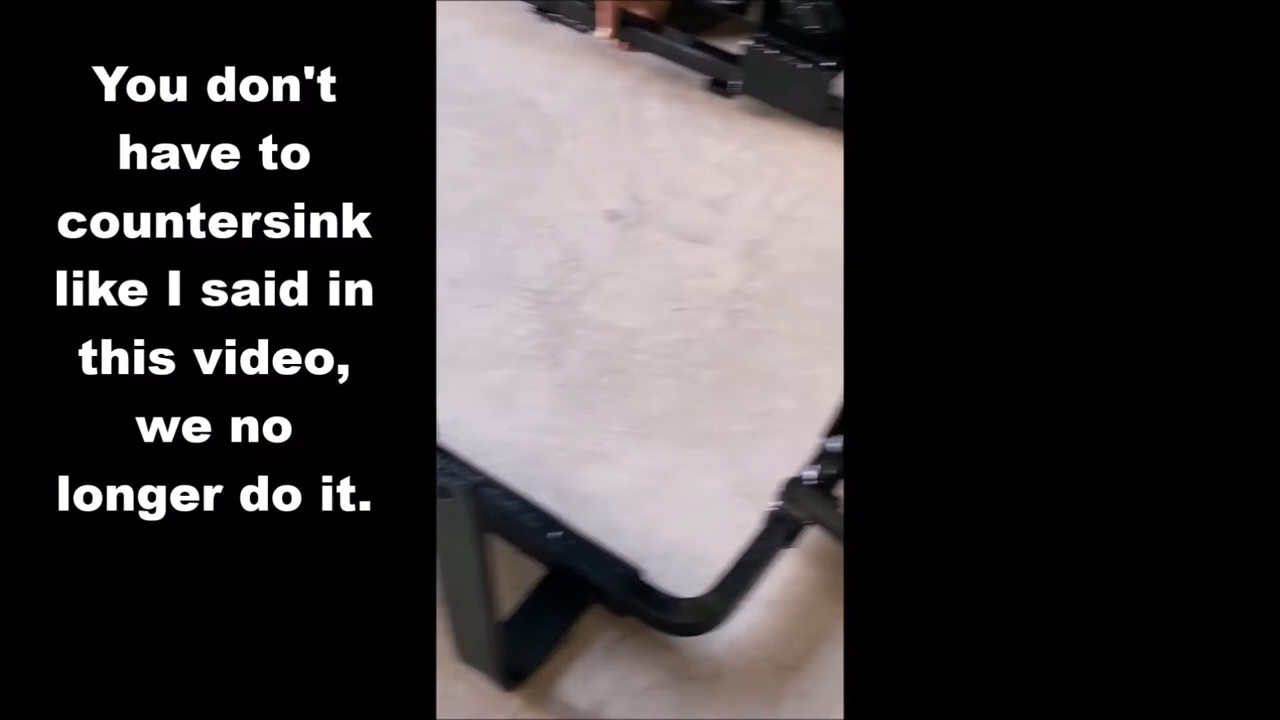 You don't
have to
countersink
like I said in
this video,
we no
longer do it.